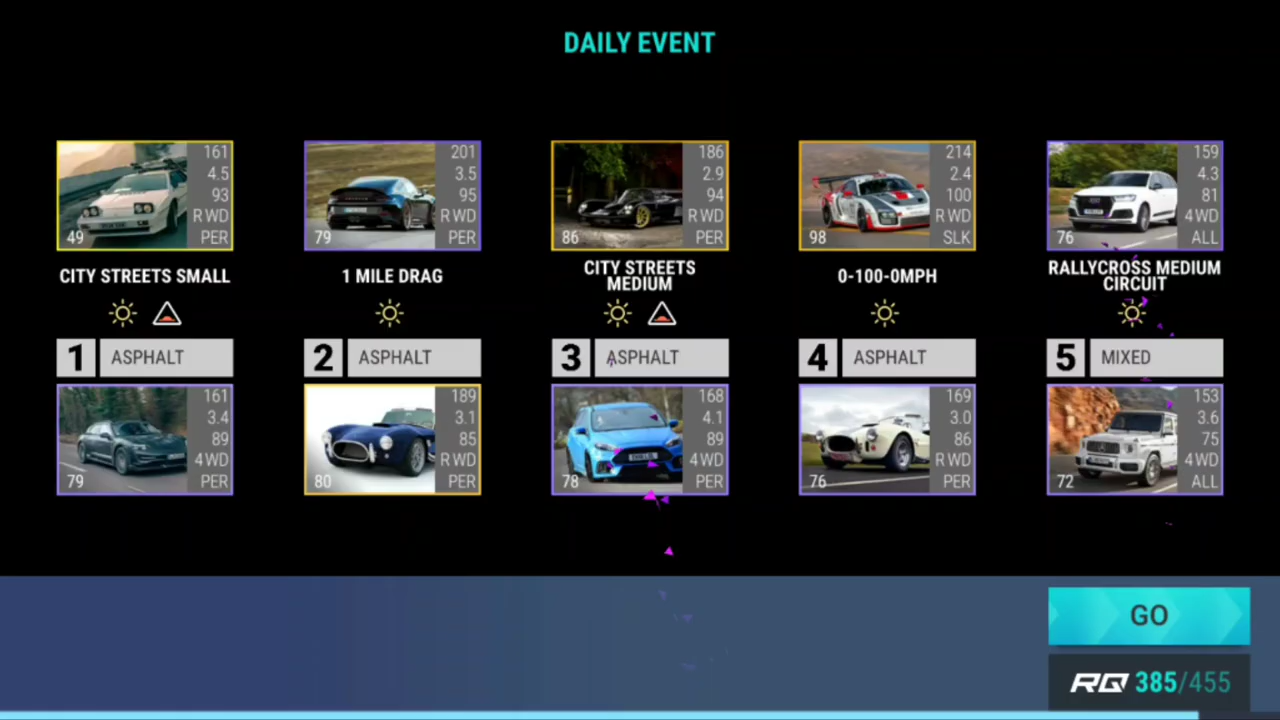 DAILY EVENT
161
4.5
93
RWD
PER
49
201
3.5
95
RWD
PER
79
186
2.9
94
RWD
PER
86
214
2.4
100
RWD
SLK
98
159
4.3
81
4WD
ALL
76
CITY STREETS SMALL
1 MILE DRAG
CITY STREETS
MEDIUM
0-100-0MPH
RALLYCROSS MEDIUM
CIRCUIT
1 ASPHALT
2 ASPHALT
3 ASPHALT
4 ASPHALT
5 MIXED
161
3.4
89
4WD
PER
79
189
3.1
85
RWD
PER
80
168
4.1
89
4WD
PER
78
169
3.0
86
RWD
PER
76
153
3.6
75
4WD
ALL
72
GO
RQ 385/455